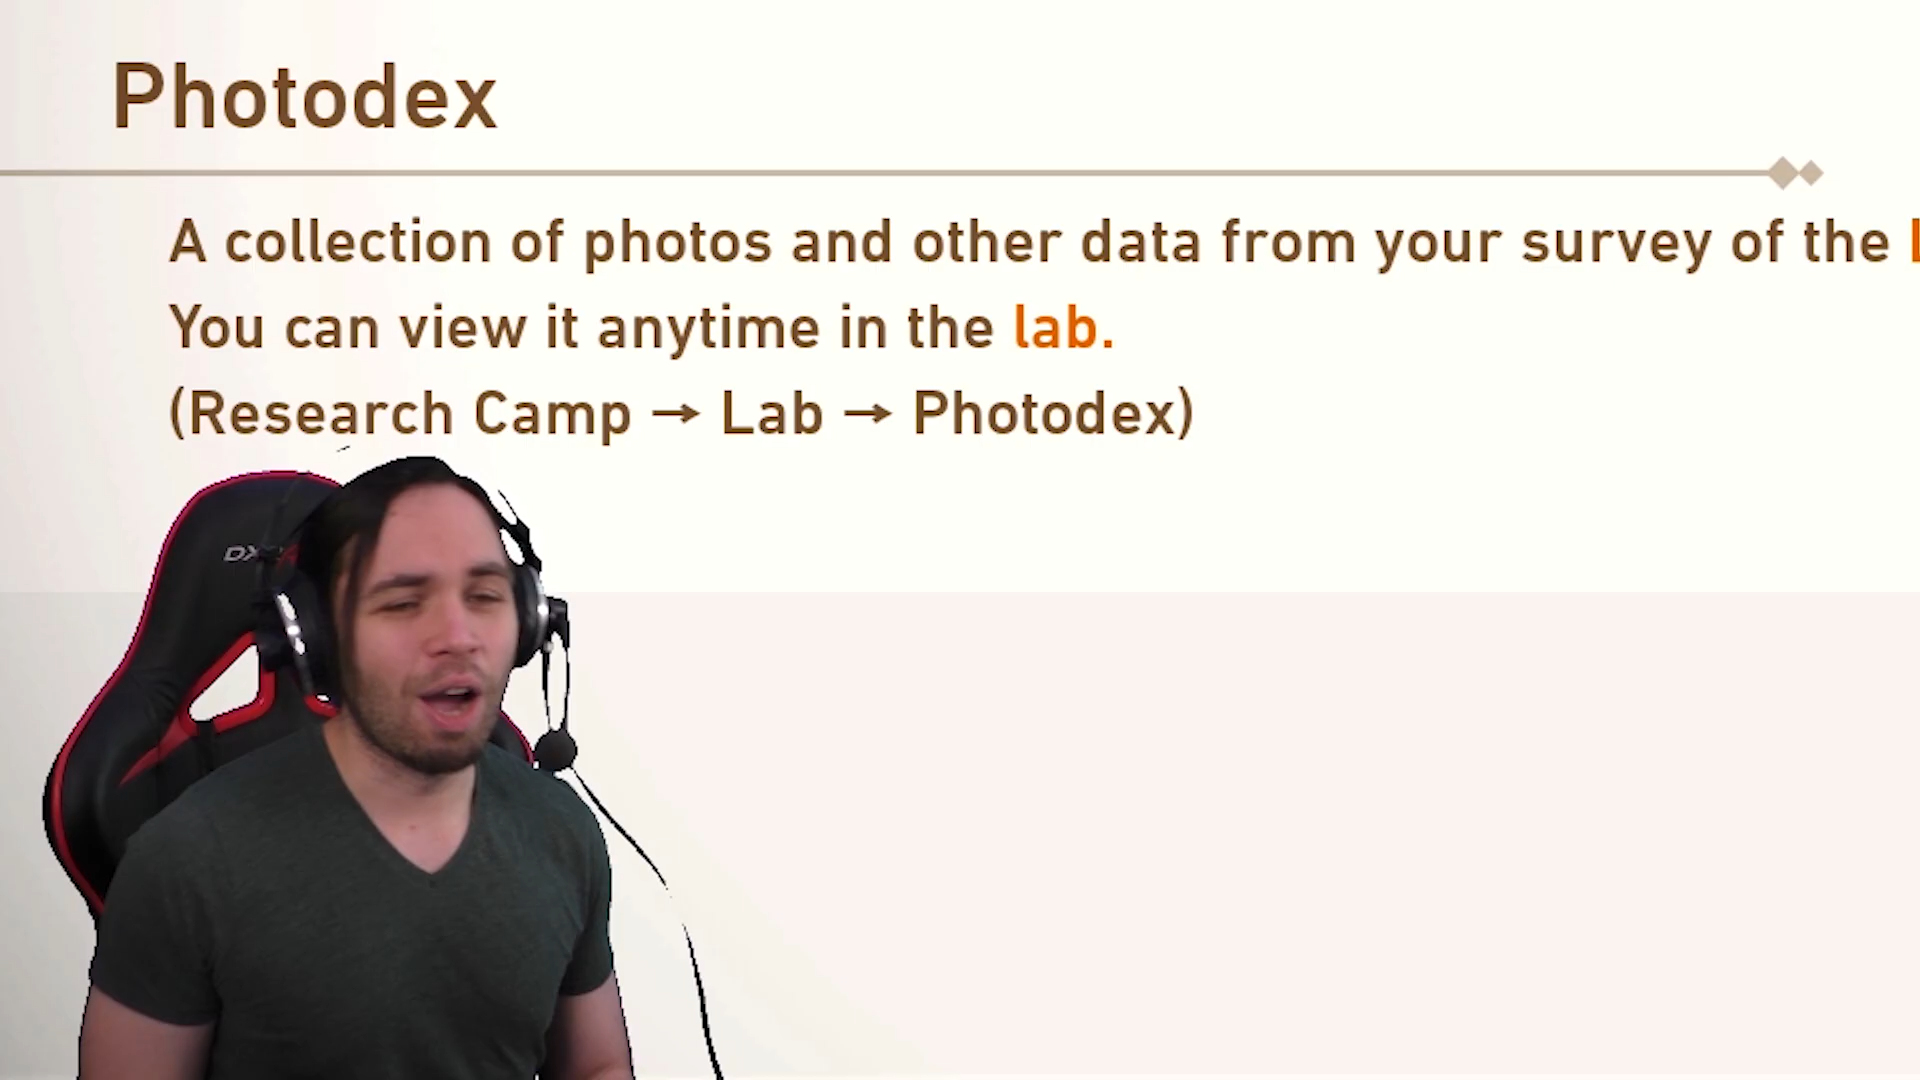 Photodex
A collection of photos and other data from your survey of the
You can view it anytime in the lab.
(Research Camp → Lab → Photodex)
DX